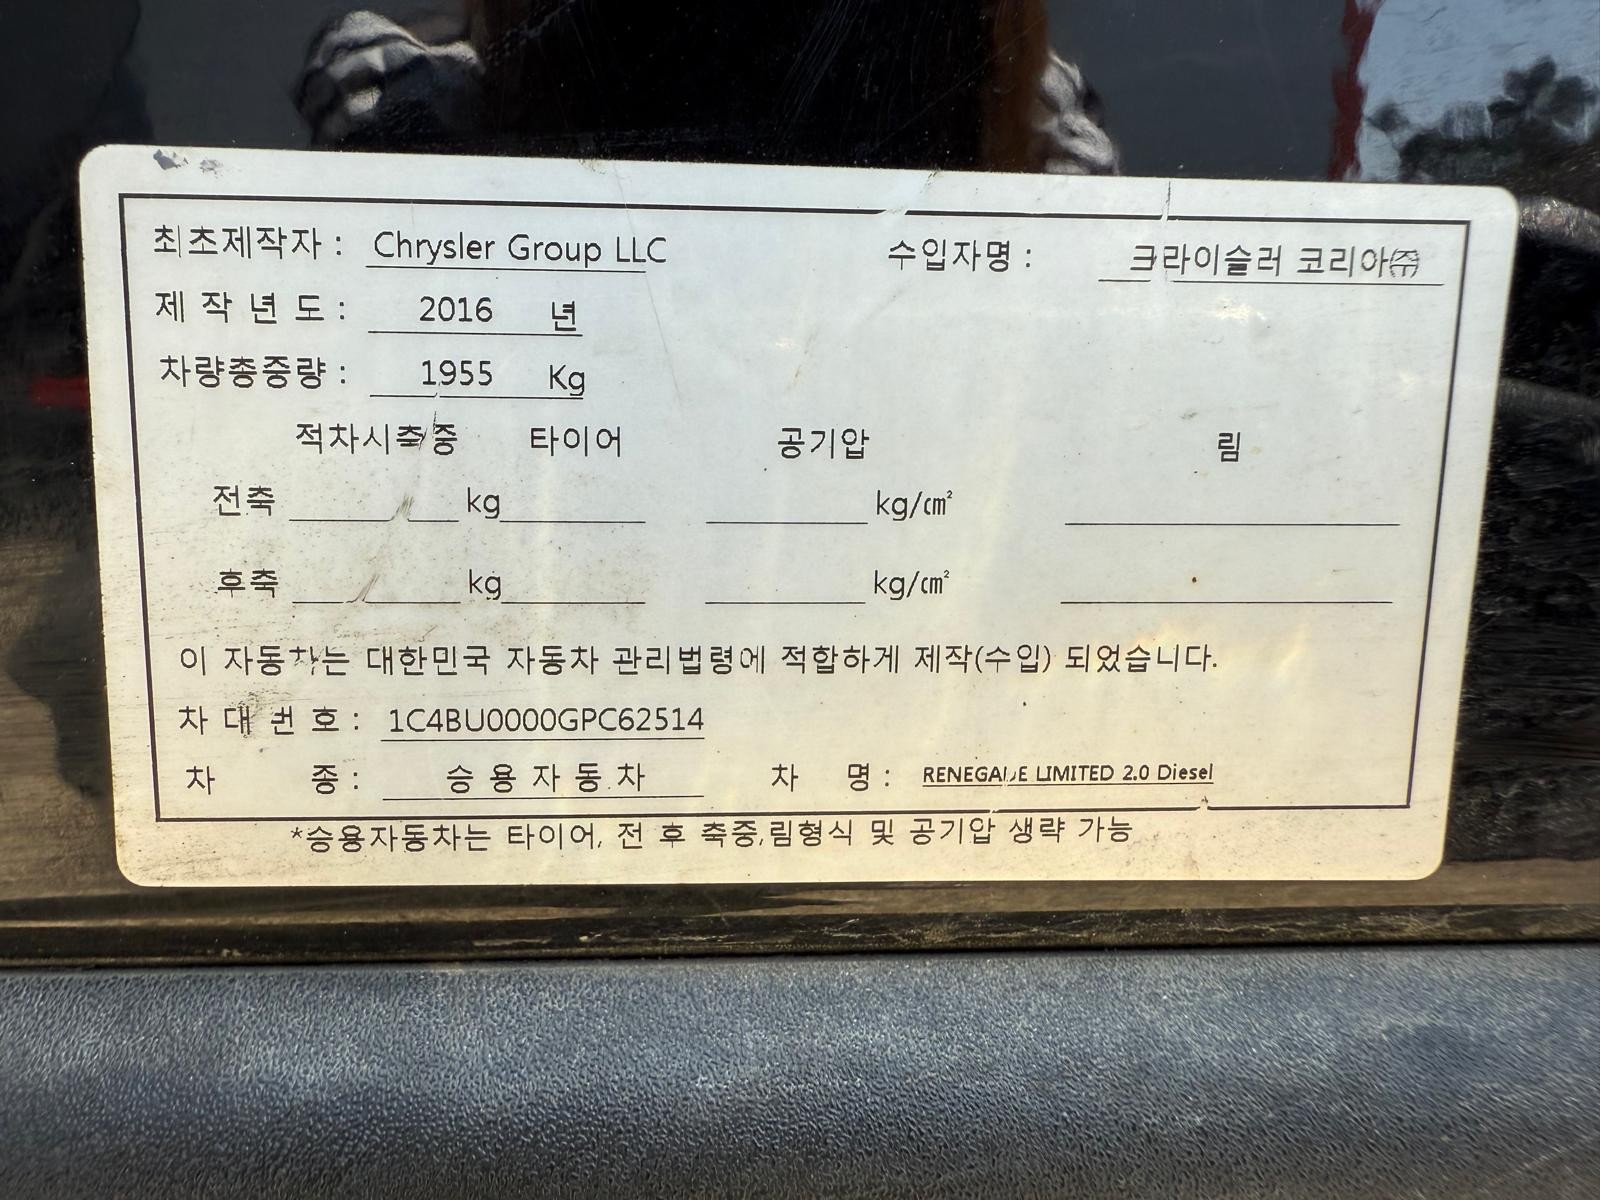 최초제작자 : Chrysler Group LLC 수입자명 : 크라이슬러 코리아㈜
제 작 년 도 : 2016 년
차량총중량 : 1955 Kg
적차시축중 타이어 공기압 림
전축 kg kg/㎠
후축 kg kg/㎠
이 자동차는 대한민국 자동차 관리법령에 적합하게 제작(수입) 되었습니다.
차 대 번 호 : 1C4BU0000GPC62514
차 종 : 승 용 자 동 차 차 명 : RENEGADE LIMITED 2.0 Diesel
*승용자동차는 타이어, 전 후 축중,림형식 및 공기압 생략 가능